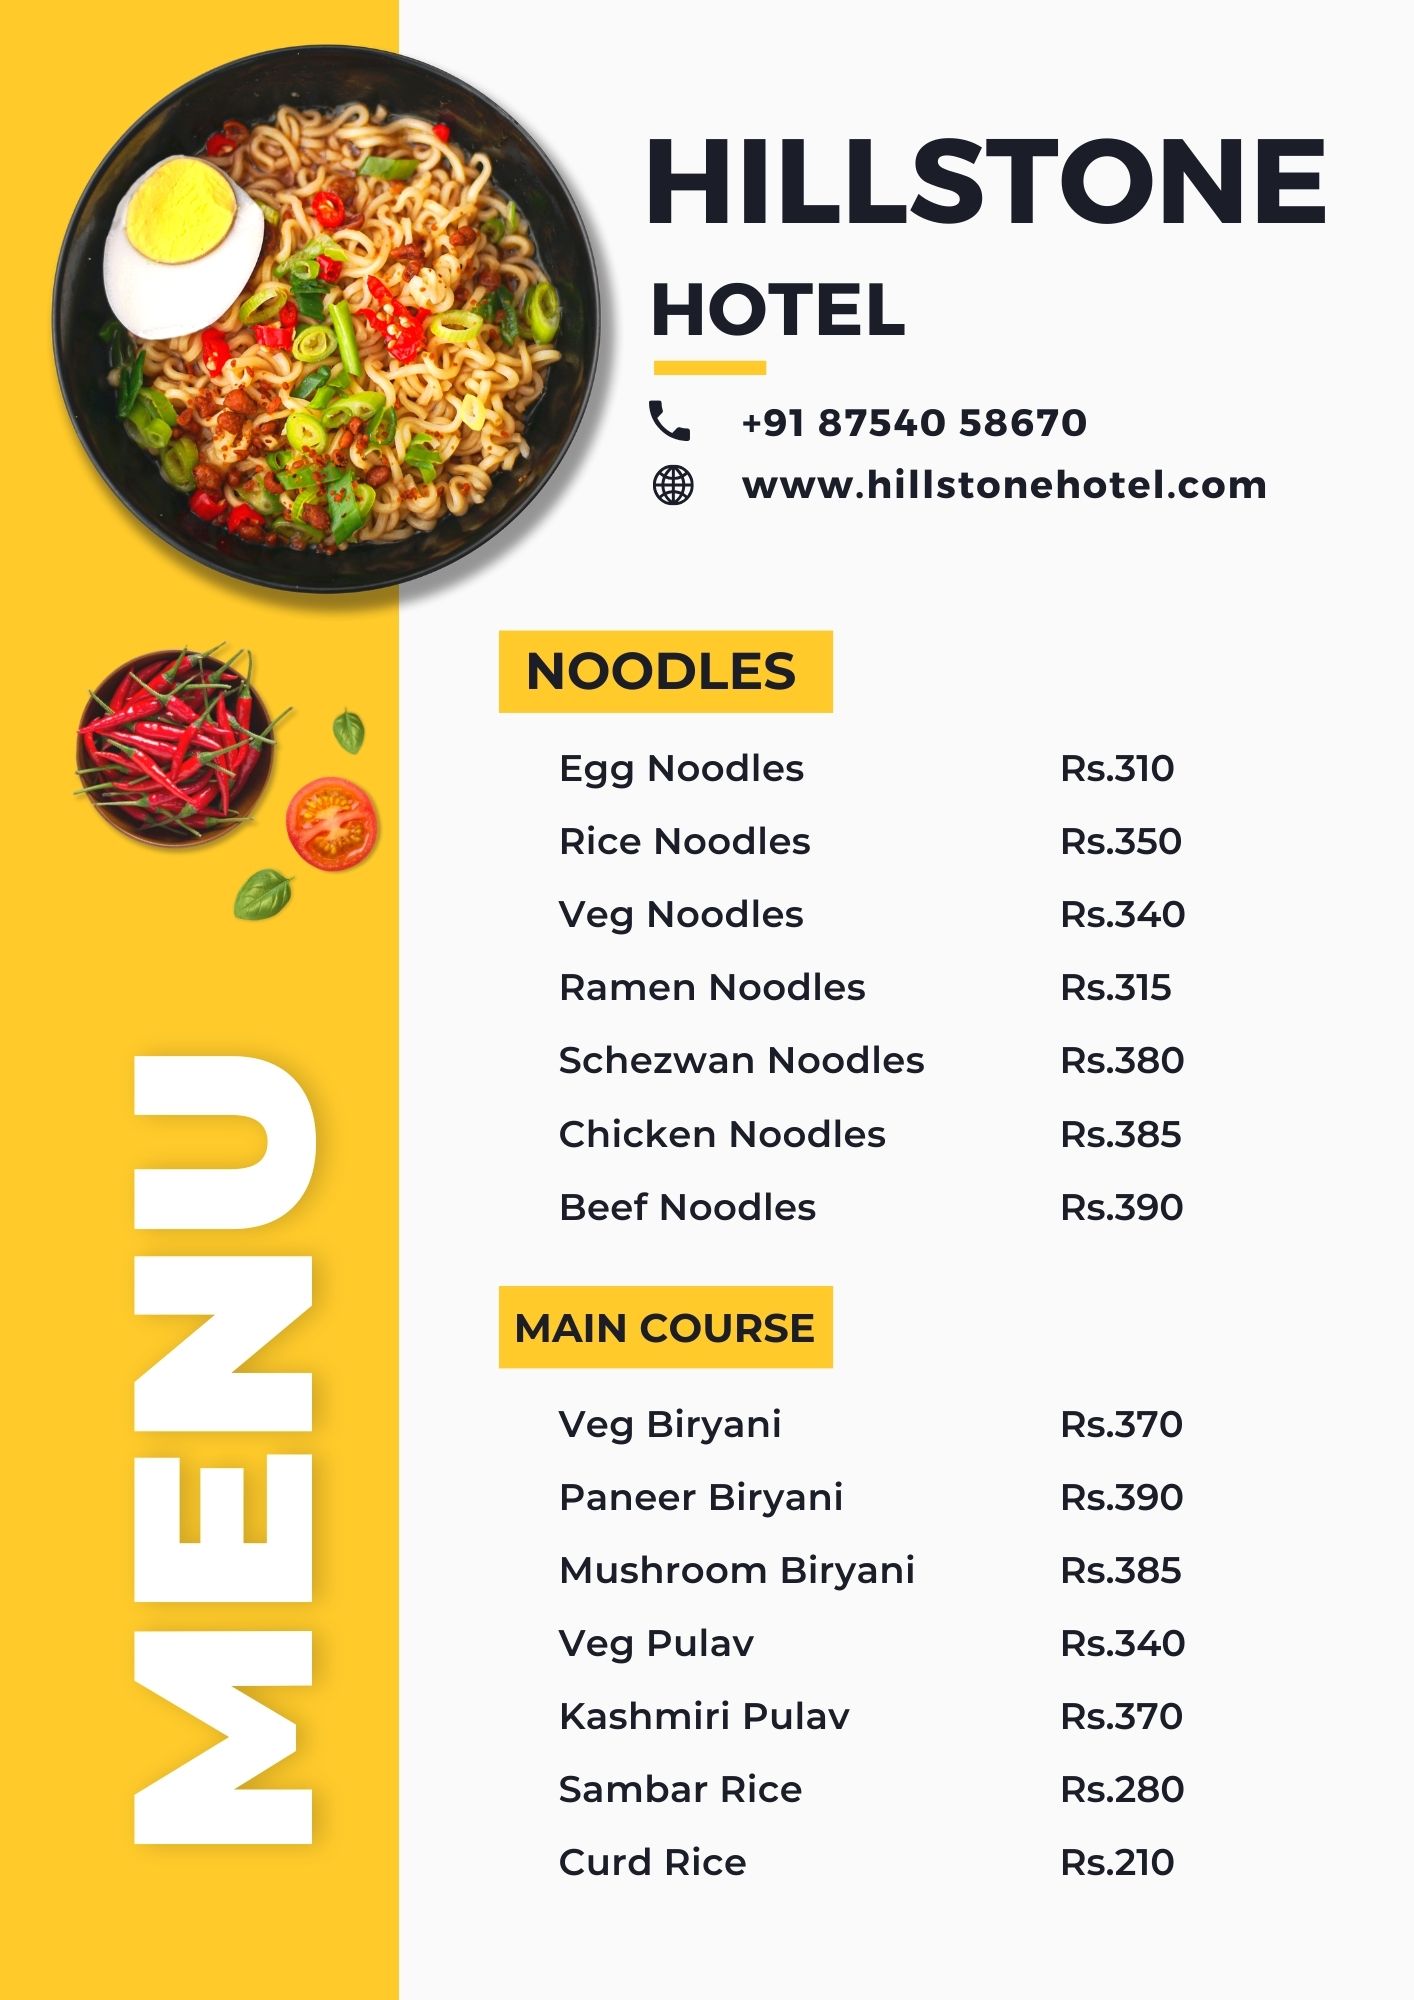 HILLSTONE
HOTEL
+91 87540 58670
www.hillstonehotel.com
NOODLES
Egg Noodles Rs.310
Rice Noodles Rs.350
Veg Noodles Rs.340
Ramen Noodles Rs.315
Schezwan Noodles Rs.380
Chicken Noodles Rs.385
Beef Noodles Rs.390
MENU
MAIN COURSE
Veg Biryani Rs.370
Paneer Biryani Rs.390
Mushroom Biryani Rs.385
Veg Pulav Rs.340
Kashmiri Pulav Rs.370
Sambar Rice Rs.280
Curd Rice Rs.210